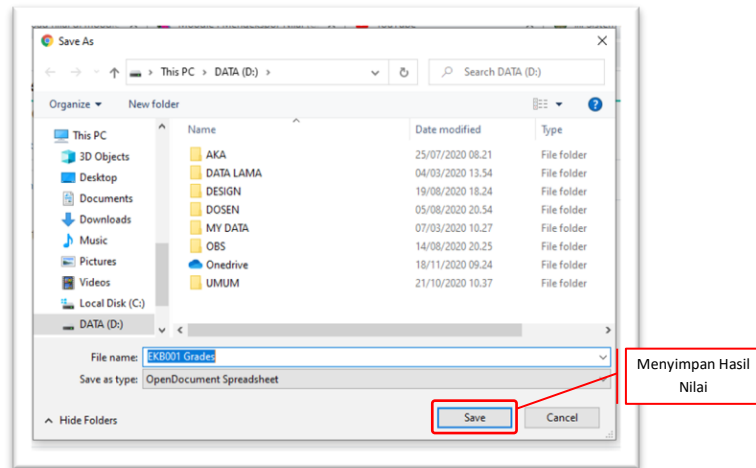 Save As
This PC > DATA (D:) >
Search DATA (D:)
Organize
New folder
?
Name
Date modified
Type
This PC
3D Objects
Desktop
Documents
Downloads
Music
Pictures
Videos
Local Disk (C:)
DATA (D:)
AKA 25/07/2020 08.21 File folder
DATA LAMA 04/03/2020 13.54 File folder
DESIGN 19/08/2020 18.24 File folder
DOSEN 05/08/2020 20.54 File folder
MY DATA 07/03/2020 10.27 File folder
OBS 14/08/2020 20.25 File folder
Onedrive 18/11/2020 09.24 File folder
UMUM 21/10/2020 10.37 File folder
File name: EKB001 Grades
Save as type: OpenDocument Spreadsheet
Hide Folders
Save
Cancel
Menyimpan Hasil
Nilai